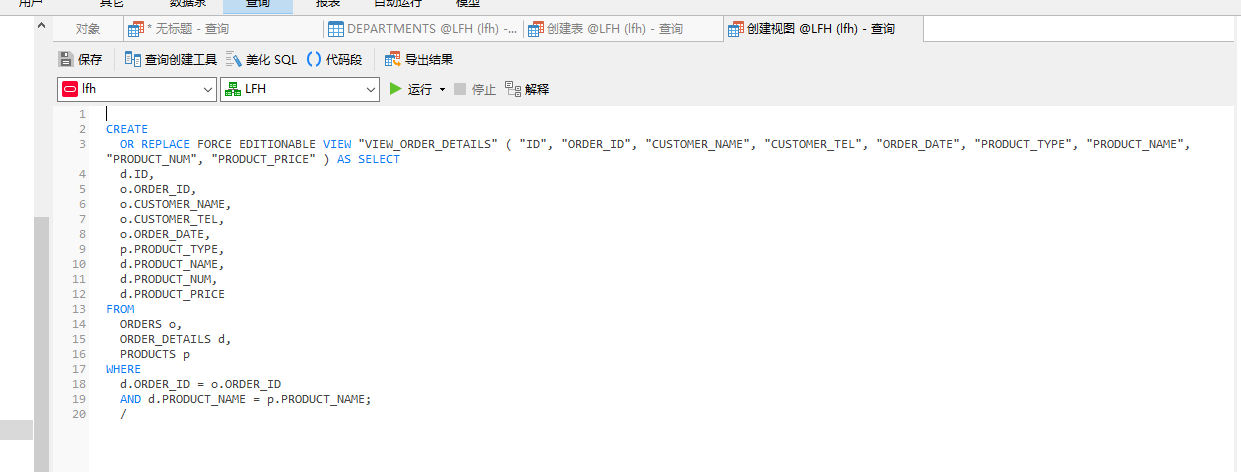 用户 其它 数据泵 查询 报表 自动运行 模型
对象 * 无标题 - 查询 DEPARTMENTS @LFH (lfh) -... 创建表 @LFH (lfh) - 查询 创建视图 @LFH (lfh) - 查询
保存 查询创建工具 美化 SQL () 代码段 导出结果
lfh LFH 运行 停止 解释
1
2 CREATE
3 OR REPLACE FORCE EDITIONABLE VIEW "VIEW_ORDER_DETAILS" ( "ID", "ORDER_ID", "CUSTOMER_NAME", "CUSTOMER_TEL", "ORDER_DATE", "PRODUCT_TYPE", "PRODUCT_NAME",
"PRODUCT_NUM", "PRODUCT_PRICE" ) AS SELECT
4 d.ID,
5 o.ORDER_ID,
6 o.CUSTOMER_NAME,
7 o.CUSTOMER_TEL,
8 o.ORDER_DATE,
9 p.PRODUCT_TYPE,
10 d.PRODUCT_NAME,
11 d.PRODUCT_NUM,
12 d.PRODUCT_PRICE
13 FROM
14 ORDERS o,
15 ORDER_DETAILS d,
16 PRODUCTS p
17 WHERE
18 d.ORDER_ID = o.ORDER_ID
19 AND d.PRODUCT_NAME = p.PRODUCT_NAME;
20 /